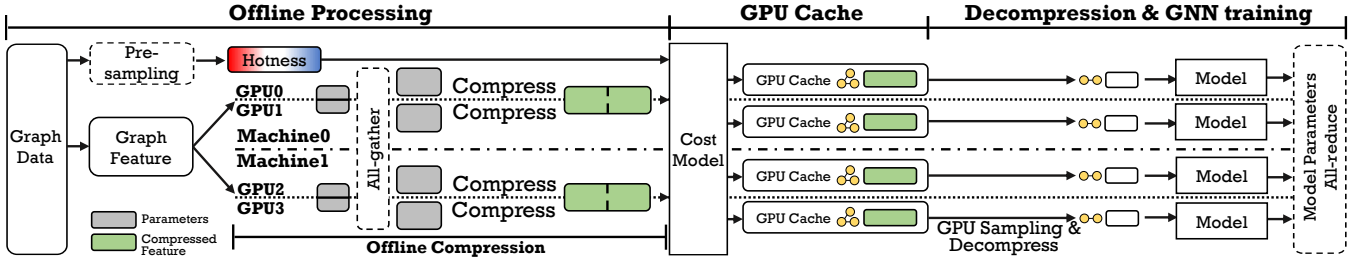 Offline Processing
GPU Cache
Decompression & GNN training
Graph
Data
Pre-
sampling
Hotness
Graph
Feature
GPU0
GPU1
Machine0
Machine1
GPU2
GPU3
All-gather
Compress
Compress
Compress
Compress
Parameters
Compressed
Feature
Offline Compression
Cost
Model
GPU Cache
GPU Cache
GPU Cache
GPU Cache
GPU Sampling &
Decompress
Model
Model
Model
Model
Model Parameters
All-reduce